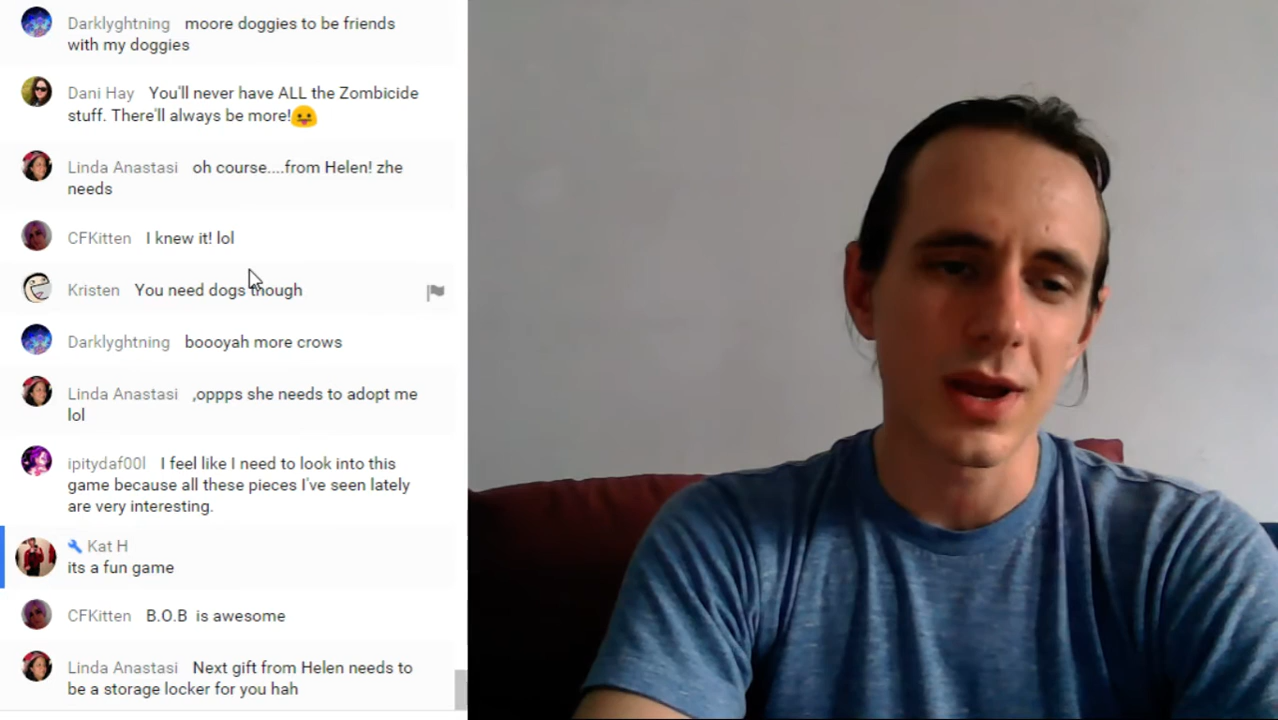 Darklyghtning moore doggies to be friends
with my doggies
Dani Hay You'll never have ALL the Zombicide
stuff. There'll always be more!
Linda Anastasi oh course....from Helen! zhe
needs
CFKitten I knew it! lol
Kristen You need dogs though
Darklyghtning boooyah more crows
Linda Anastasi ,oppps she needs to adopt me
lol
ipitydaf00l I feel like I need to look into this
game because all these pieces I've seen lately
are very interesting.
Kat H
its a fun game
CFKitten B.O.B is awesome
Linda Anastasi Next gift from Helen needs to
be a storage locker for you hah